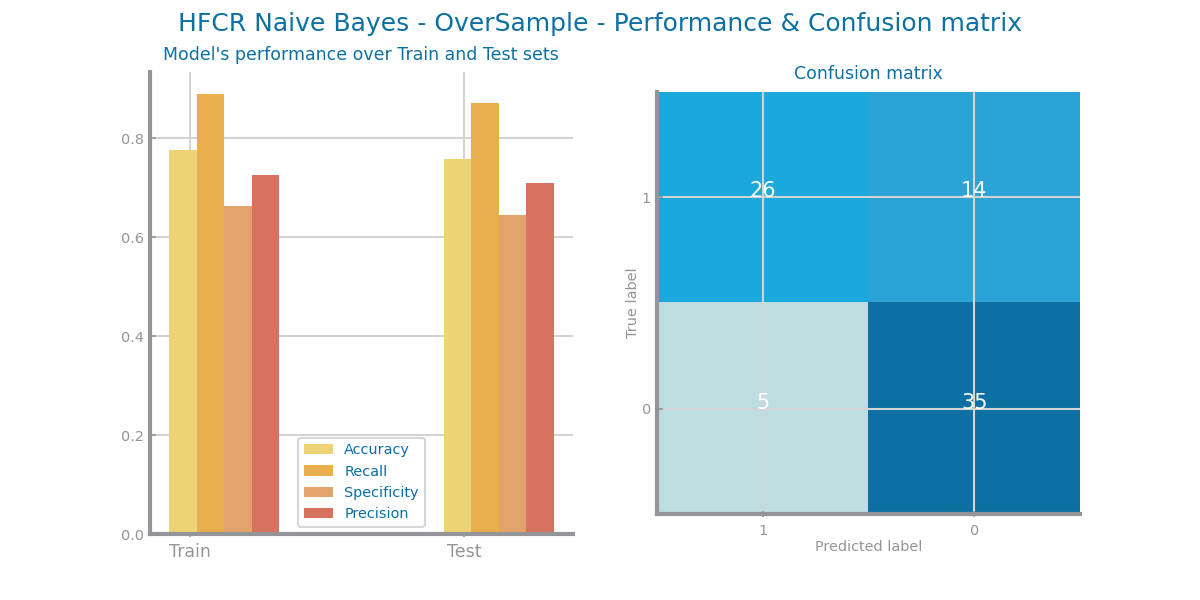 HFCR Naive Bayes - OverSample - Performance & Confusion matrix
Model's performance over Train and Test sets
0.8
0.6
0.4
0.2
0.0
Train
Test
Accuracy
Recall
Specificity
Precision
Confusion matrix
True label
1
0
26
14
5
35
1
0
Predicted label